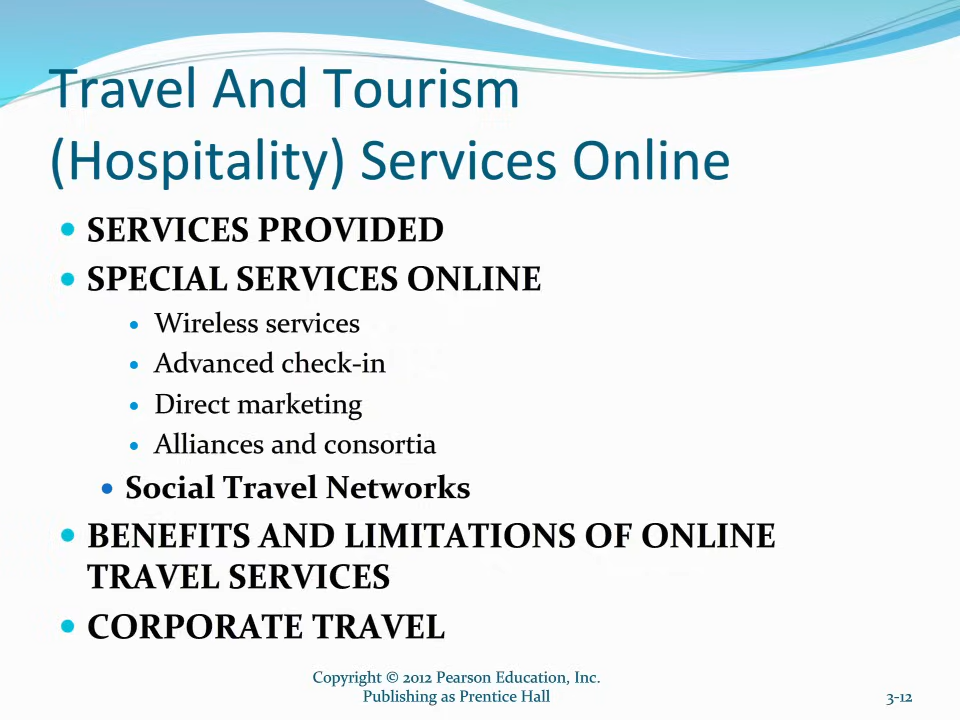 Travel And Tourism
(Hospitality) Services Online
SERVICES PROVIDED
SPECIAL SERVICES ONLINE
Wireless services
Advanced check-in
Direct marketing
Alliances and consortia
Social Travel Networks
BENEFITS AND LIMITATIONS OF ONLINE
TRAVEL SERVICES
CORPORATE TRAVEL
Copyright © 2012 Pearson Education, Inc.
Publishing as Prentice Hall
3-12